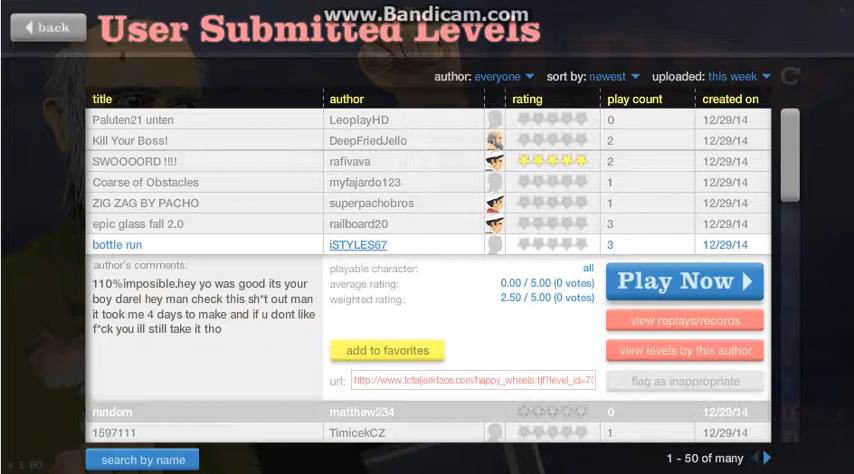 www.Bandicam.com
back
User Submitted Levels
author: everyone sort by: newest uploaded: this week
title author rating play count created on
Paluten21 unten LeoplayHD 0 12/29/14
Kill Your Boss! DeepFriedJello 2 12/29/14
SWOOOORD !!!! rafivava 2 12/29/14
Coarse of Obstacles myfajardo123 1 12/29/14
ZIG ZAG BY PACHO superpachobros 1 12/29/14
epic glass fall 2.0 railboard20 3 12/29/14
bottle run iSTYLES67 3 12/29/14
author's comments:
110%imposible.hey yo was good its your
boy darel hey man check this sh*t out man
it took me 4 days to make and if u dont like
f*ck you ill still take it tho
playable character: all
average rating: 0.00 / 5.00 (0 votes)
weighted rating: 2.50 / 5.00 (0 votes)
add to favorites
url: http://www.totaljerkface.com/happy_wheels.tjf?level_id=7
Play Now
view replays/records
view levels by this author
flag as inappropriate
random matthew234 0 12/29/14
1597111 TimicekCZ 1 12/29/14
v 1.80
search by name
1 - 50 of many